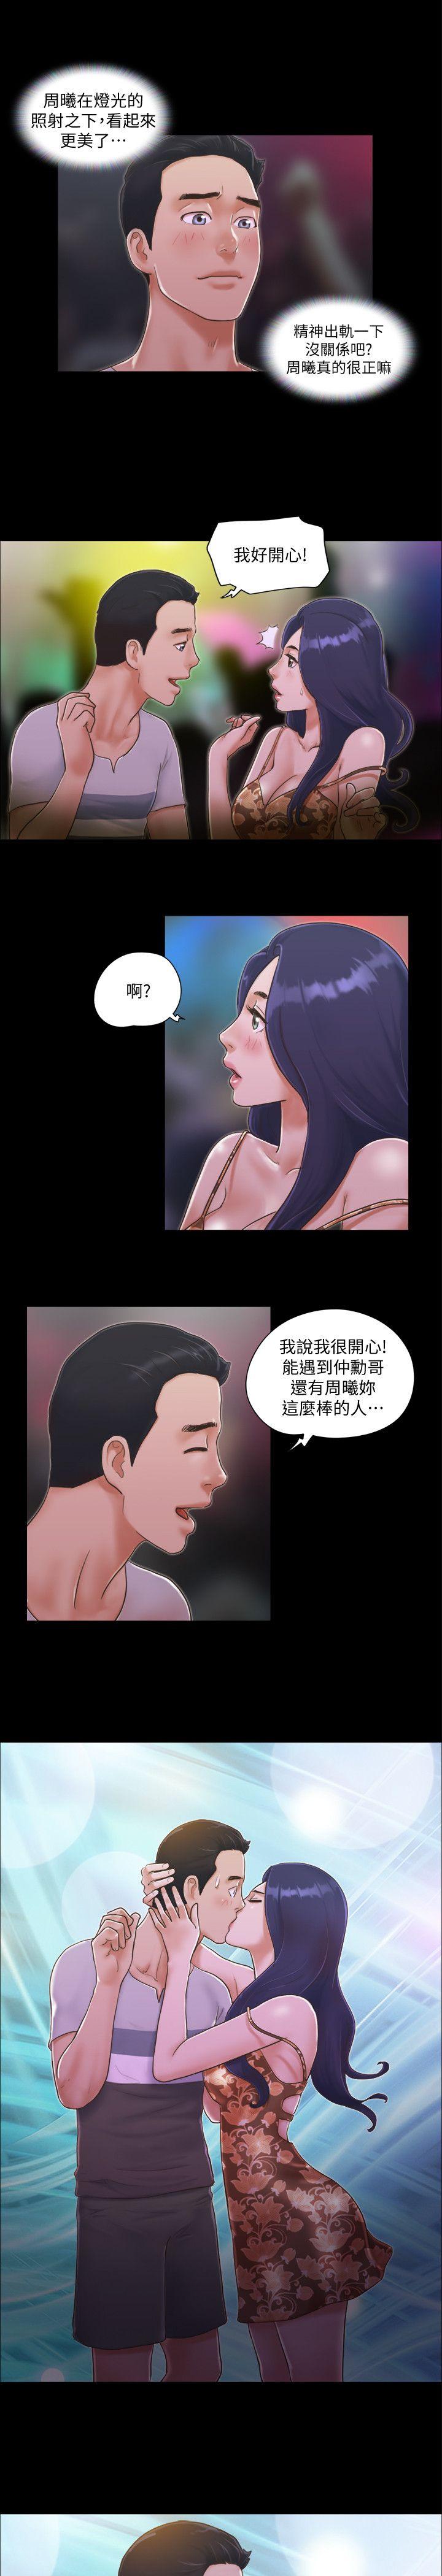 周曦在燈光的
照射之下，看起來
更美了…
精神出軌一下
沒關係吧?
周曦真的很正嘛
我好開心!
啊?
我說我很開心!
能遇到仲勳哥
還有周曦妳
這麼棒的人…